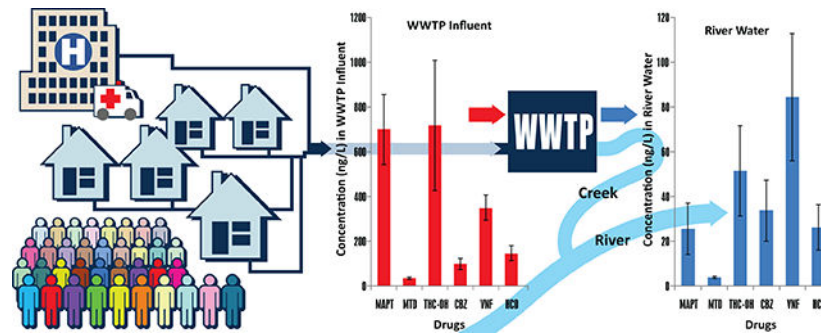 H
WWTP Influent
Concentration (ng/L) in WWTP Influent
1200
1000
800
600
400
200
0
MAPT MTD THC-OH CBZ VNF HCO
Drugs
WWTP
Creek
River
River Water
Concentration (ng/L) in River Water
120
100
80
60
40
20
0
MAPT MTD THC-OH CBZ VNF HCO
Drugs